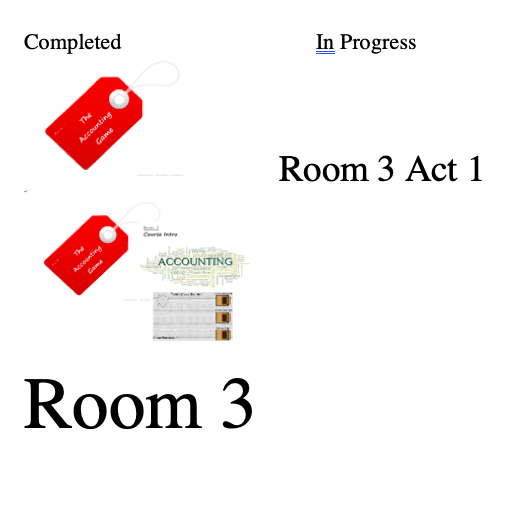 Completed
In Progress
The
Accounting
Game
Room 3 Act 1
The
Accounting
Game
Course Intro
ACCOUNTING
Room 3